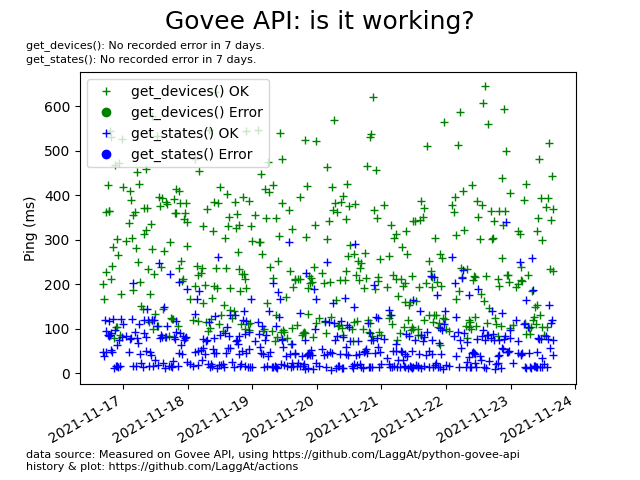 Govee API: is it working?
get_devices(): No recorded error in 7 days.
get_states(): No recorded error in 7 days.
get_devices() OK
get_devices() Error
get_states() OK
get_states() Error
Ping (ms)
600
500
400
300
200
100
0
2021-11-17
2021-11-18
2021-11-19
2021-11-20
2021-11-21
2021-11-22
2021-11-23
2021-11-24
data source: Measured on Govee API, using https://github.com/LaggAt/python-govee-api
history & plot: https://github.com/LaggAt/actions